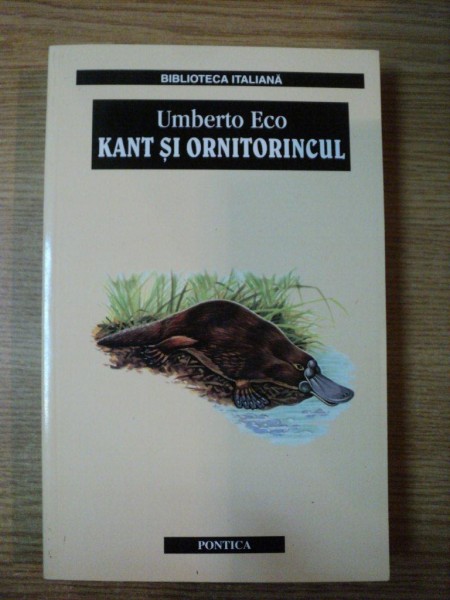 BIBLIOTECA ITALIANĂ
Umberto Eco
KANT ȘI ORNITORINCUL
PONTICA